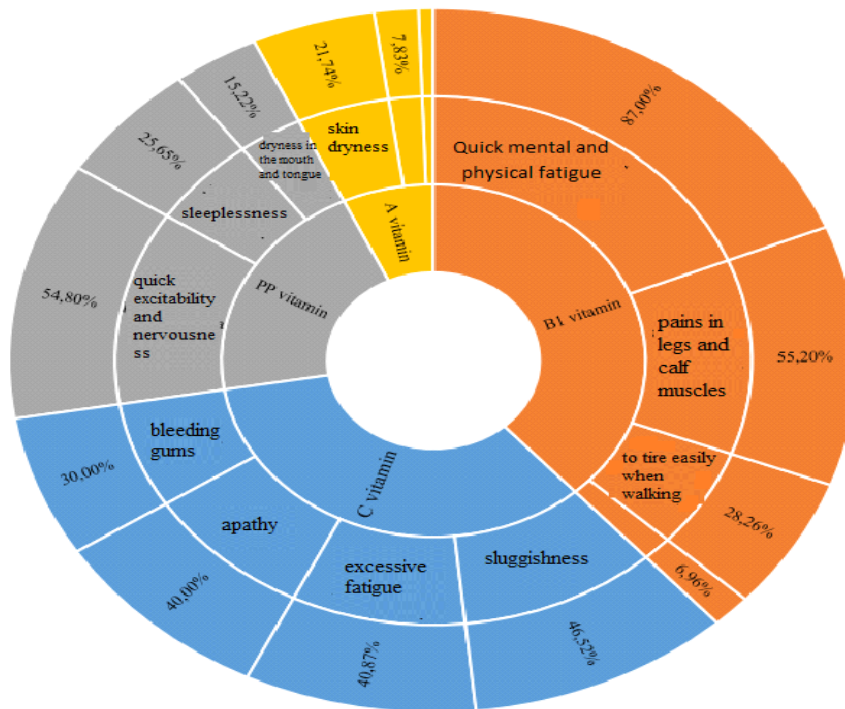 87,00%
Quick mental and
physical fatigue
B1 vitamin
55,20%
pains in
legs and
calf
muscles
28,26%
to tire easily
when
walking
6,96%
46,52%
sluggishness
C vitamin
40,87%
excessive
fatigue
40,00%
apathy
30,00%
bleeding
gums
54,80%
quick
excitability
and
nervousne
ss
PP vitamin
25,65%
sleeplessness
15,22%
dryness in
the mouth
and tongue
21,74%
skin
dryness
A vitamin
7,83%